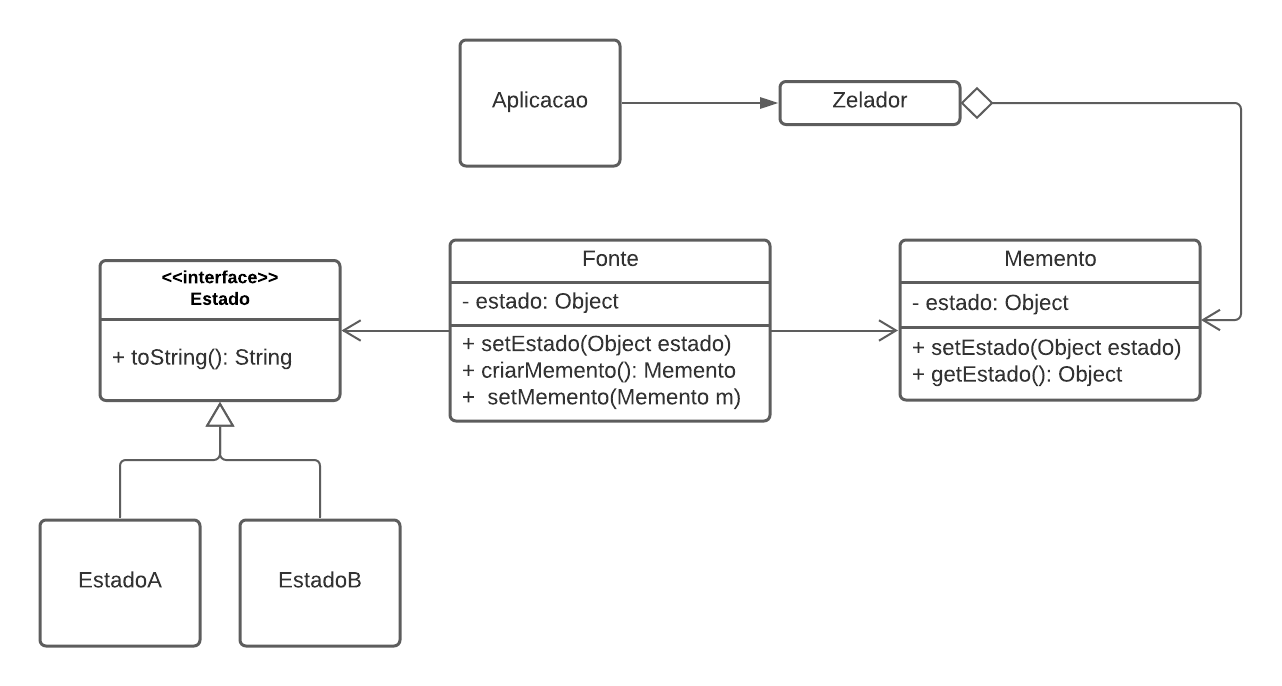 Aplicacao
Zelador
<<interface>>
Estado
+ toString(): String
Fonte
- estado: Object
+ setEstado(Object estado)
+ criarMemento(): Memento
+  setMemento(Memento m)
Memento
- estado: Object
+ setEstado(Object estado)
+ getEstado(): Object
EstadoA
EstadoB